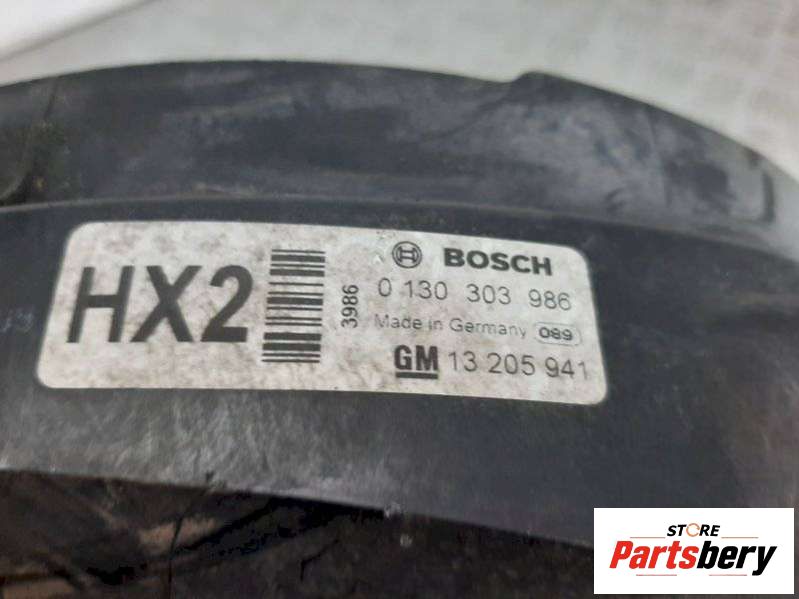 HX2
3986
BOSCH
0 130 303 986
Made in Germany 089
GM 13 205 941
STORE
Partsbery